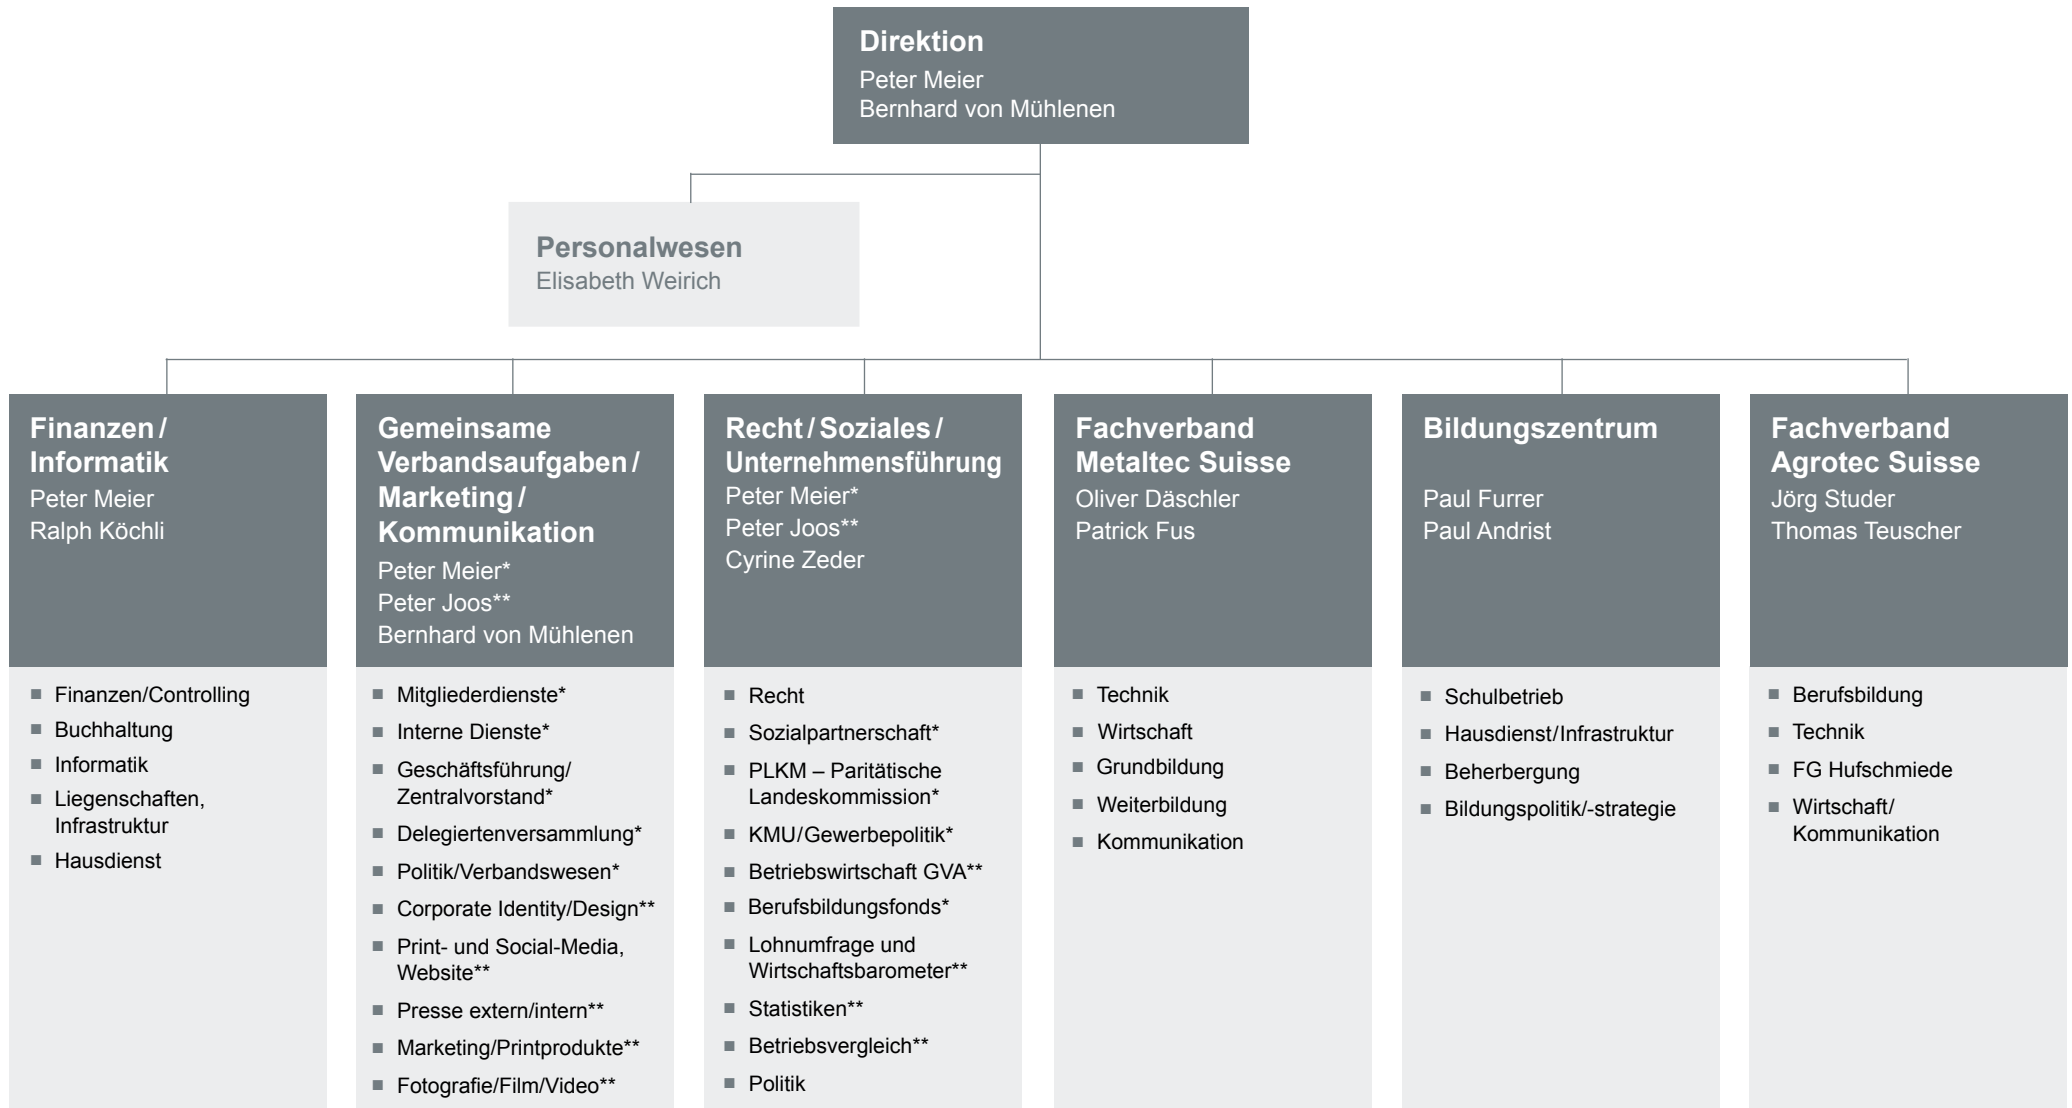 Direktion
Peter Meier
Bernhard von Mühlenen
Personalwesen
Elisabeth Weirich
Finanzen/
Informatik
Peter Meier
Ralph Köchli
Finanzen/Controlling
Buchhaltung
Informatik
Liegenschaften,
Infrastruktur
Hausdienst
Gemeinsame
Verbandsaufgaben/
Marketing/
Kommunikation
Peter Meier*
Peter Joos**
Bernhard von Mühlenen
Mitgliederdienste*
Interne Dienste*
Geschäftsführung/
Zentralvorstand*
Delegiertenversammlung*
Politik/Verbandswesen*
Corporate Identity/Design**
Print- und Social-Media,
Website**
Presse extern/intern**
Marketing/Printprodukte**
Fotografie/Film/Video**
Recht/Soziales/
Unternehmensführung
Peter Meier*
Peter Joos**
Cyrine Zeder
Recht
Sozialpartnerschaft*
PLKM – Paritätische
Landeskommission*
KMU/Gewerbepolitik*
Betriebswirtschaft GVA**
Berufsbildungsfonds*
Lohnumfrage und
Wirtschaftsbarometer**
Statistiken**
Betriebsvergleich**
Politik
Fachverband
Metaltec Suisse
Oliver Däschler
Patrick Fus
Technik
Wirtschaft
Grundbildung
Weiterbildung
Kommunikation
Bildungszentrum
Paul Furrer
Paul Andrist
Schulbetrieb
Hausdienst/Infrastruktur
Beherbergung
Bildungspolitik/-strategie
Fachverband
Agrotec Suisse
Jörg Studer
Thomas Teuscher
Berufsbildung
Technik
FG Hufschmiede
Wirtschaft/
Kommunikation